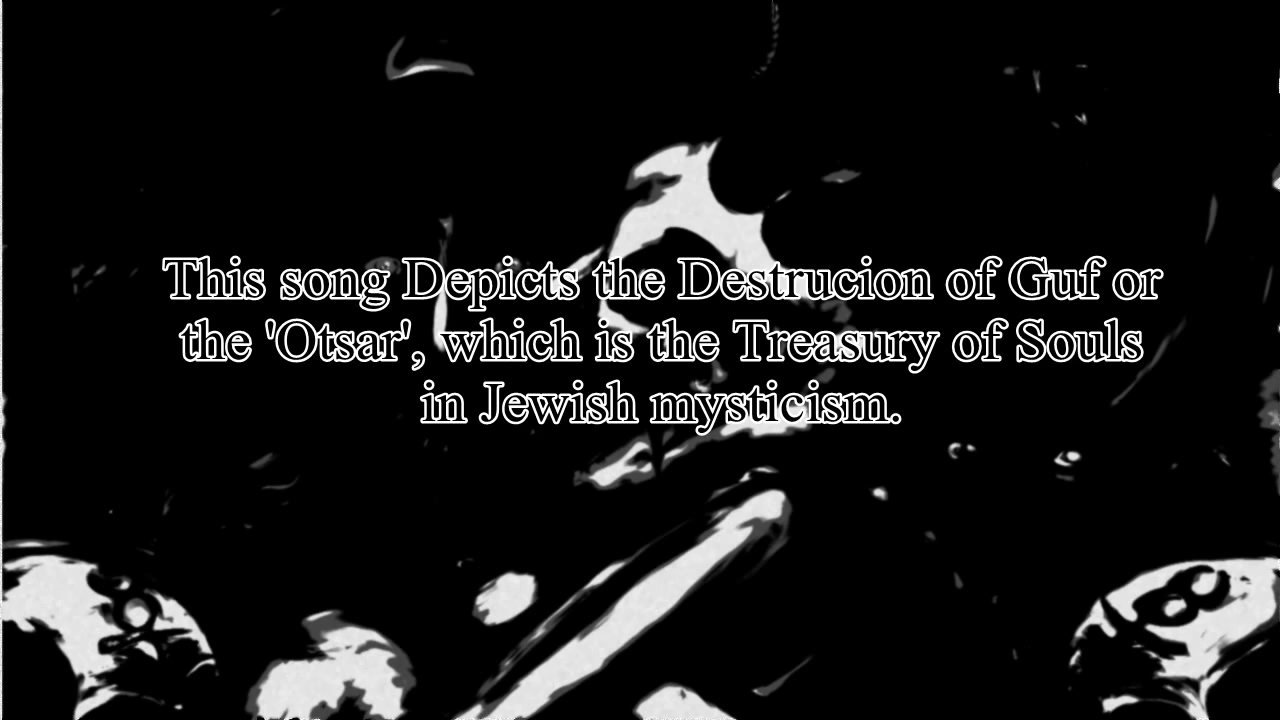 This song Depicts the Destrucion of Guf or
the 'Otsar', which is the Treasury of Souls
in Jewish mysticism.